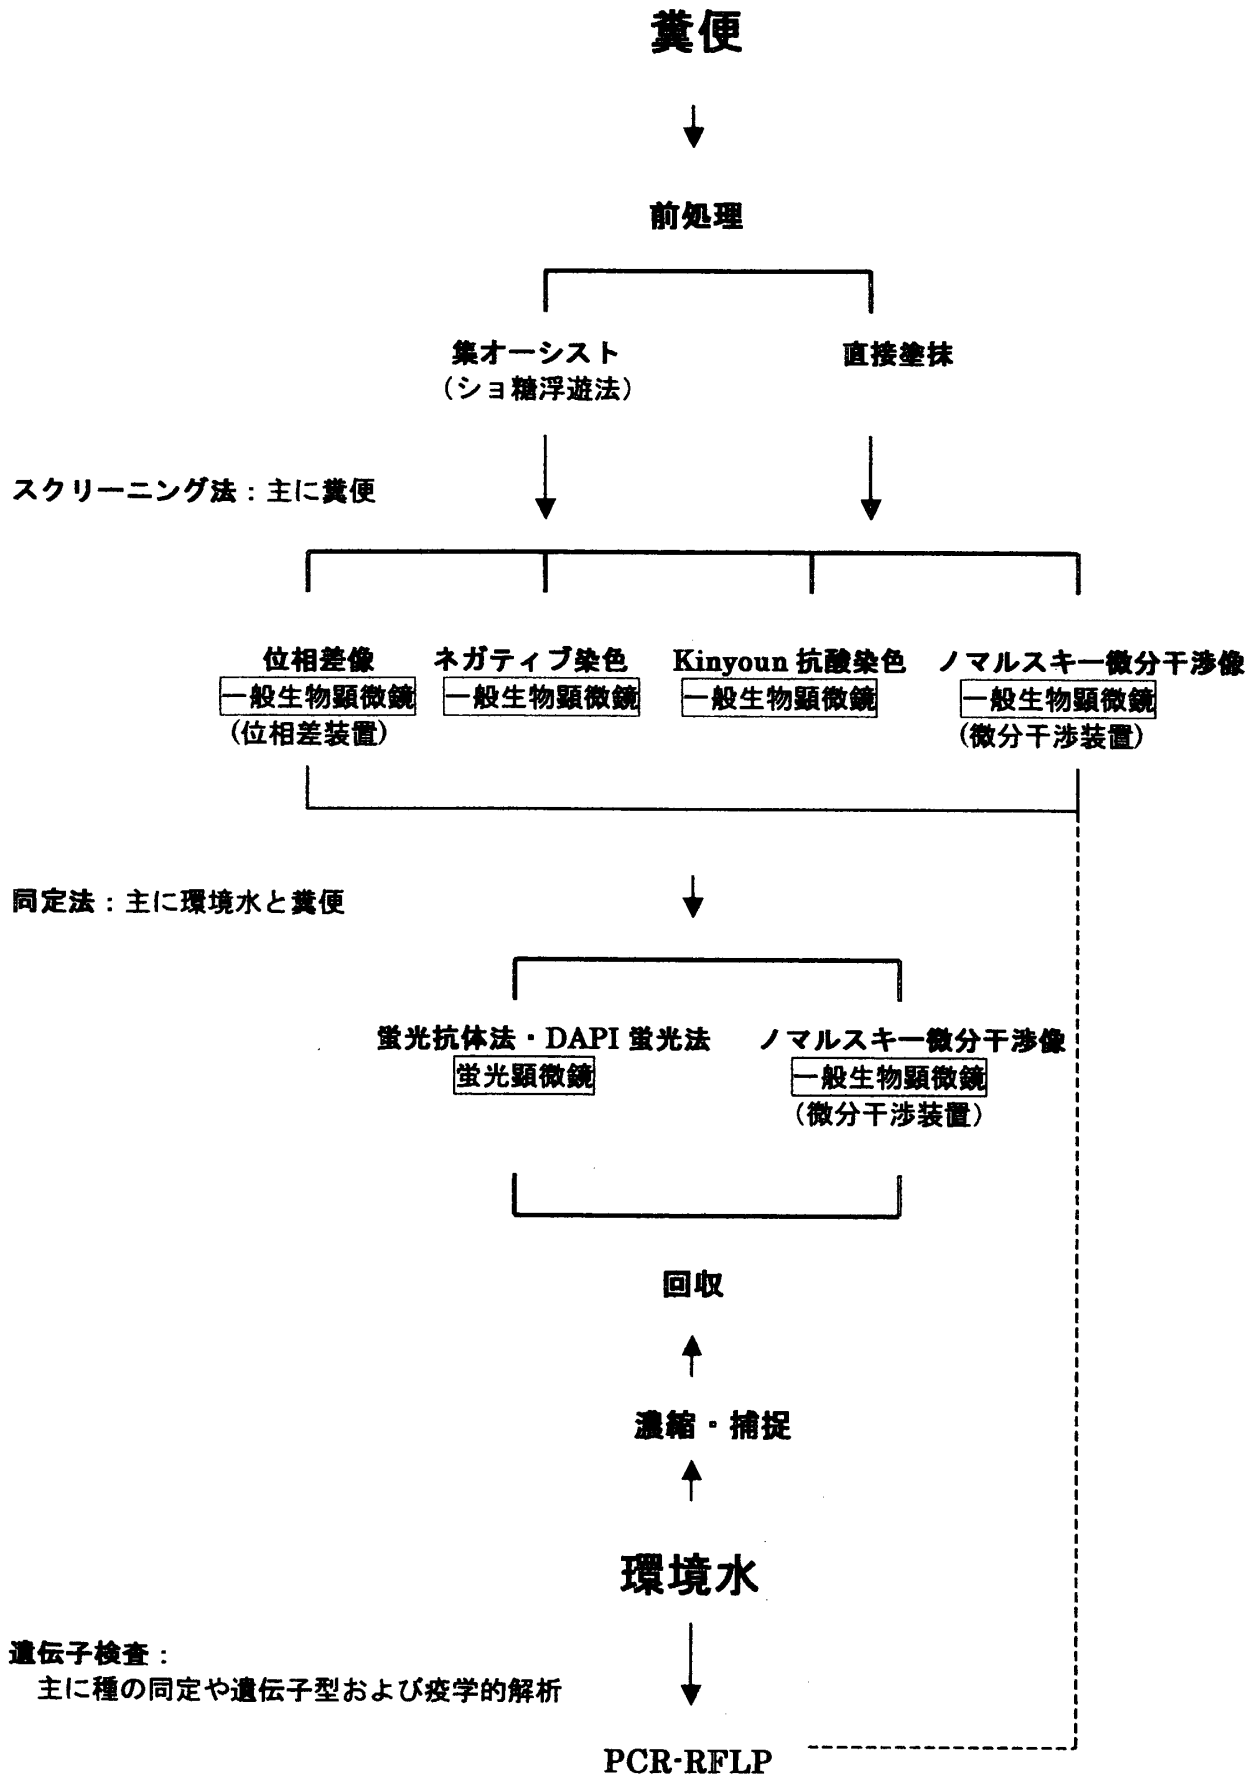 糞便
前処理
集オーシスト
(ショ糖浮遊法)
直接塗抹
スクリーニング法:主に糞便
位相差像
一般生物顕微鏡
(位相差装置)
ネガティブ染色
一般生物顕微鏡
Kinyoun 抗酸染色
一般生物顕微鏡
ノマルスキー微分干渉像
一般生物顕微鏡
(微分干渉装置)
同定法:主に環境水と糞便
蛍光抗体法・DAPI 蛍光法
蛍光顕微鏡
ノマルスキー微分干渉像
一般生物顕微鏡
(微分干渉装置)
回収
濃縮・捕捉
環境水
遺伝子検査:
主に種の同定や遺伝子型および疫学的解析
PCR-RFLP